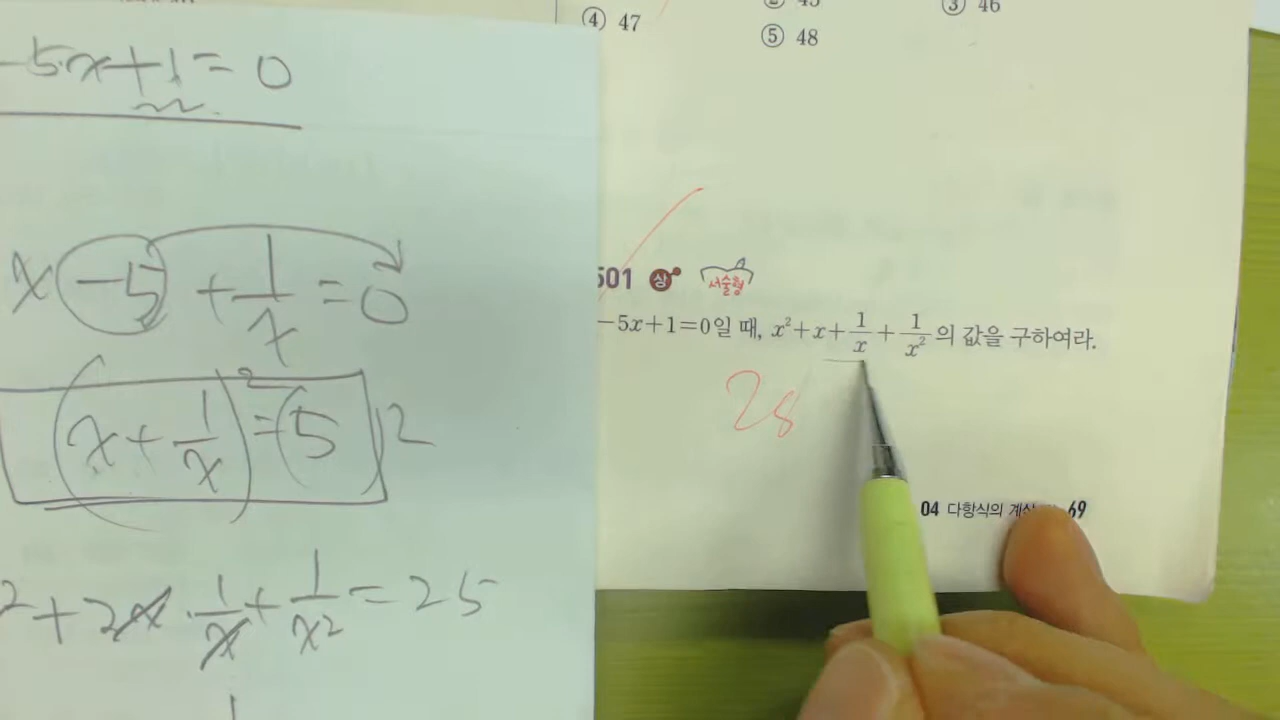 ④ 47
③ 46
⑤ 48
-5x+1=0
x-5+1/x=0
(x+1/x)²=(5)²
²+2x·1/x+1/x²=25
501 상 서술형
-5x+1=0일 때, x²+x+1/x+1/x²의 값을 구하여라.
28
04 다항식의 69